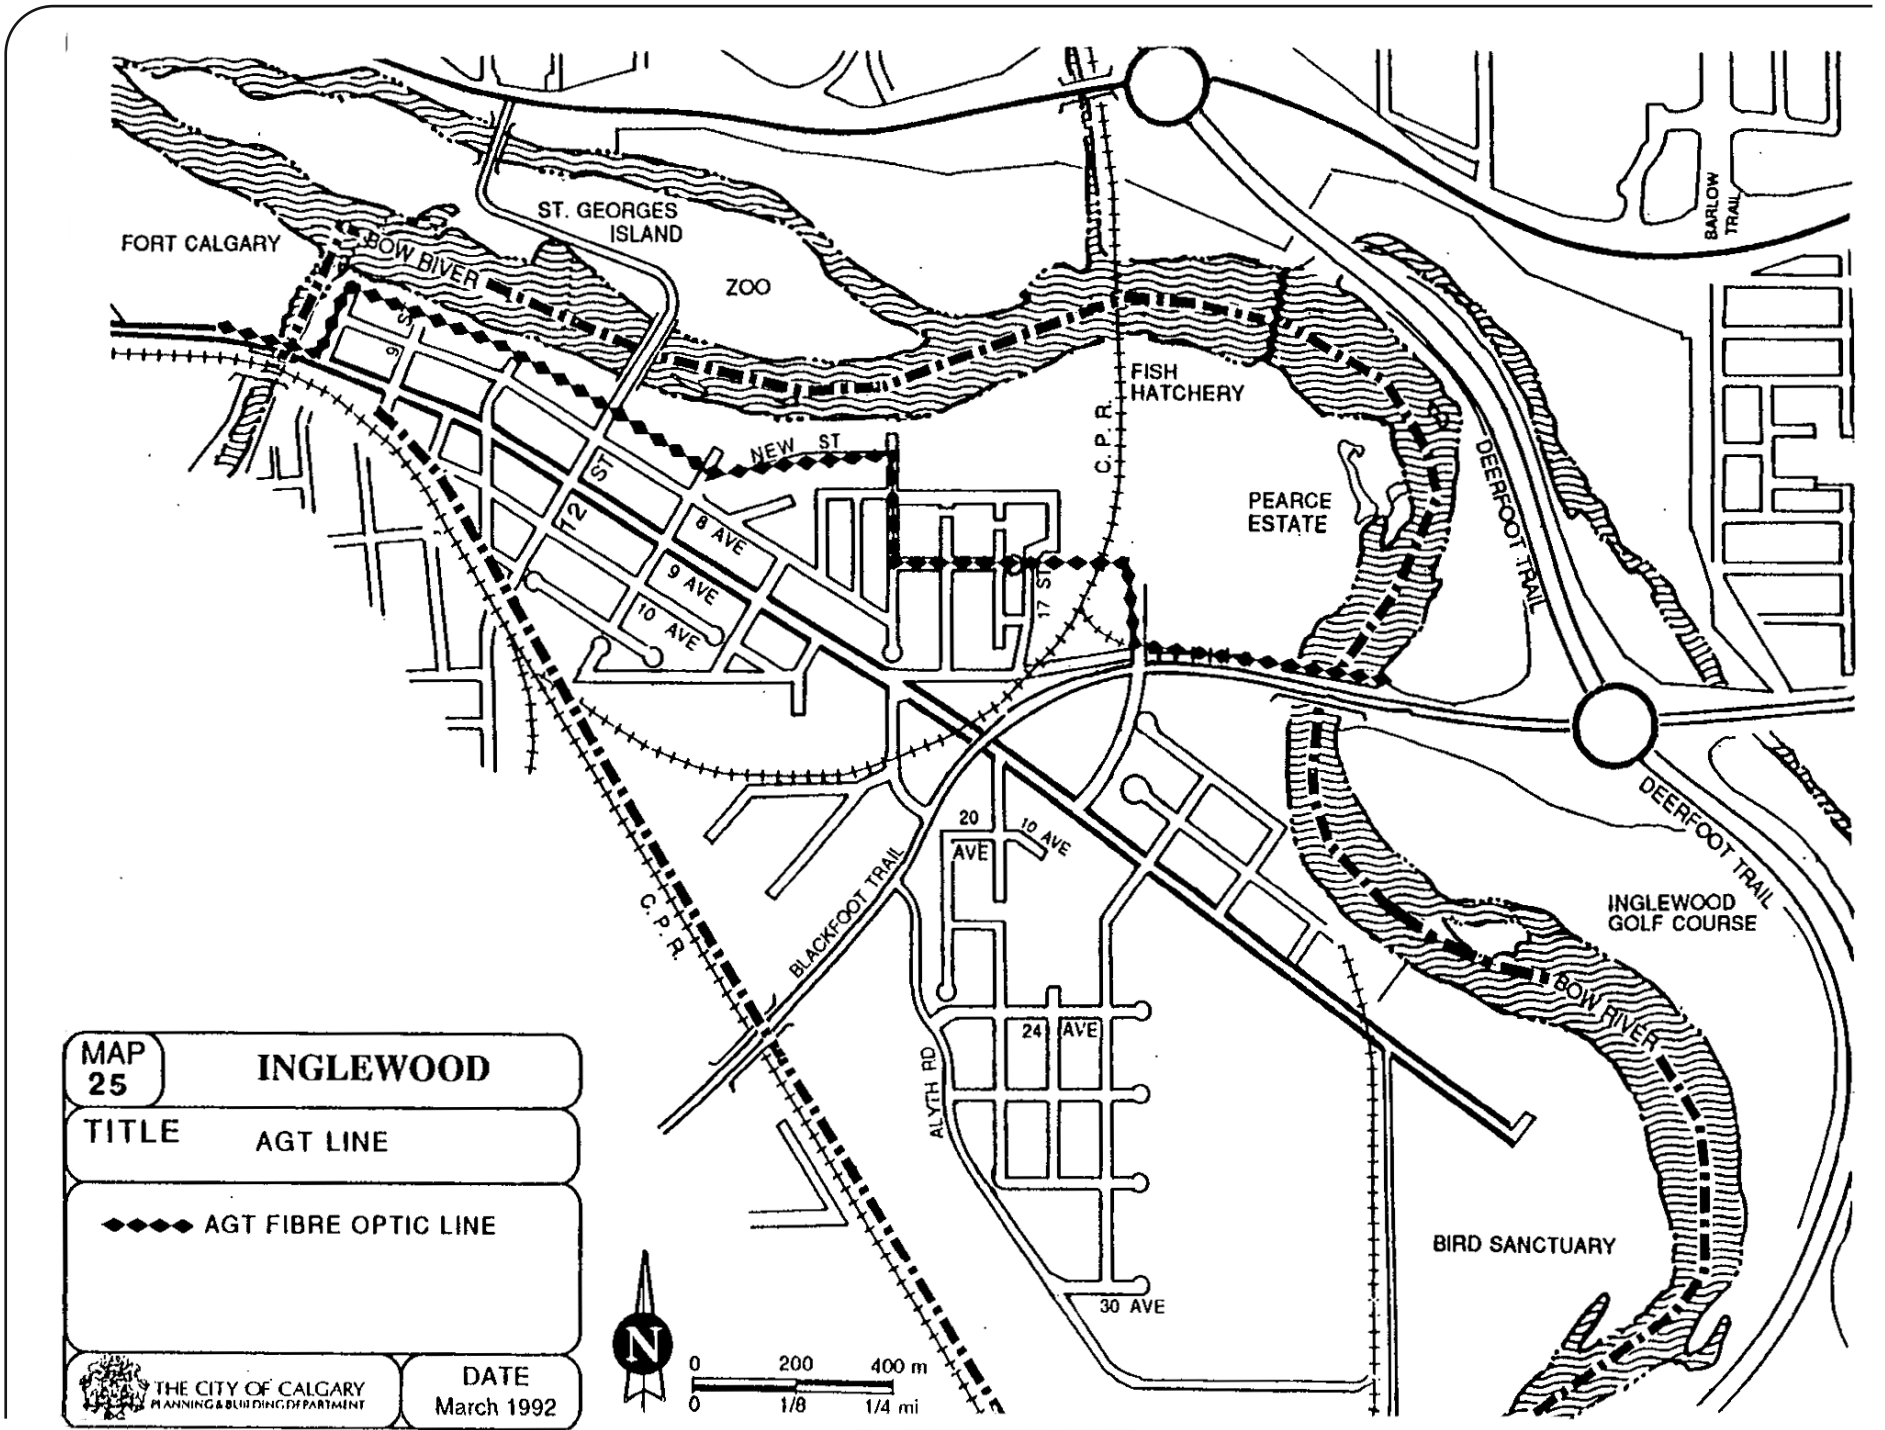 FORT CALGARY
BOW RIVER
ST. GEORGES
ISLAND
ZOO
BARLOW
TRAIL
9
S
FISH
HATCHERY
C. P. R.
NEW ST
12 ST
8 AVE
9 AVE
10 AVE
17 ST
PEARCE
ESTATE
DEERFOOT TRAIL
DEERFOOT TRAIL
20
AVE
10 AVE
BLACKFOOT TRAIL
C. P. R.
INGLEWOOD
GOLF COURSE
BOW RIVER
24 AVE
ALYTH RD
BIRD SANCTUARY
30 AVE
MAP
25
INGLEWOOD
TITLE
AGT LINE
AGT FIBRE OPTIC LINE
THE CITY OF CALGARY
PLANNING & BUILDING DEPARTMENT
DATE
March 1992
N
0 200 400 m
0 1/8 1/4 mi